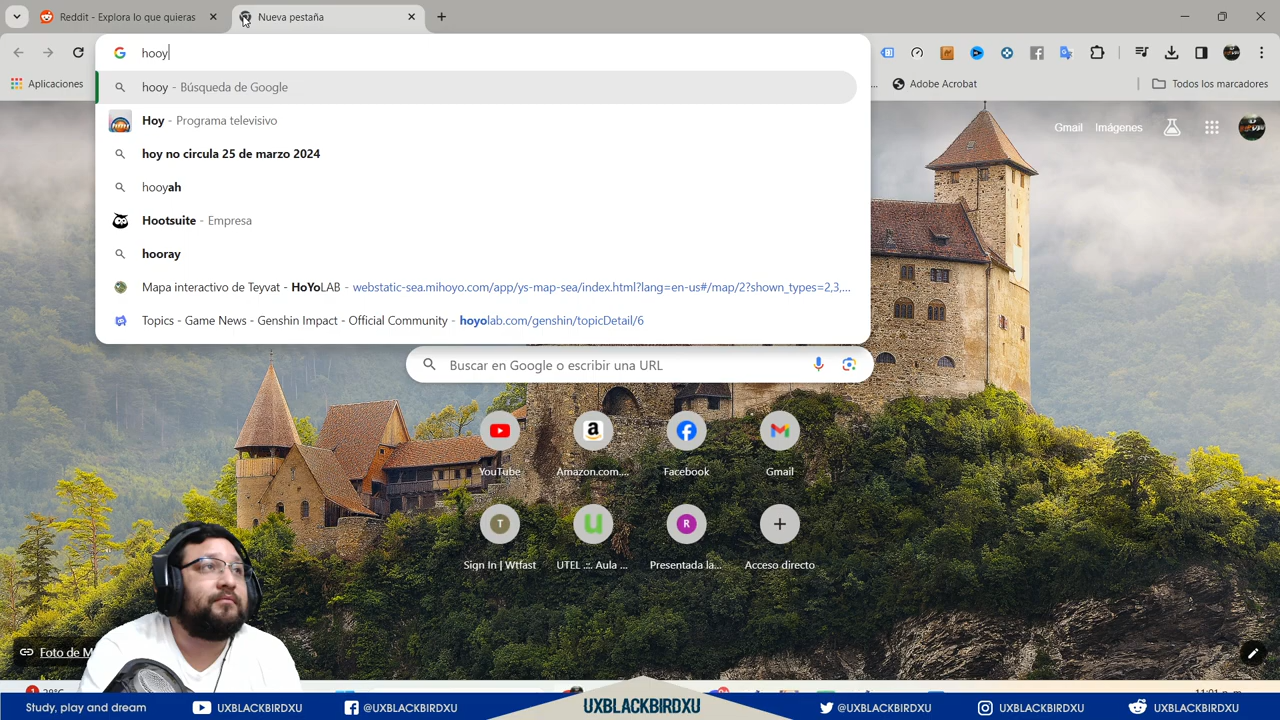 Reddit - Explora lo que quieras
Nueva pestaña
hooy
Aplicaciones
...
Adobe Acrobat
Todos los marcadores
hooy - Búsqueda de Google
Hoy - Programa televisivo
hoy no circula 25 de marzo 2024
hooyah
Hootsuite - Empresa
hooray
Mapa interactivo de Teyvat - HoYoLAB - webstatic-sea.mihoyo.com/app/ys-map-sea/index.html?lang=en-us#/map/2?shown_types=2,3,...
Topics - Game News - Genshin Impact - Official Community - hoyolab.com/genshin/topicDetail/6
Gmail Imágenes
Buscar en Google o escribir una URL
YouTube
Amazon.com....
Facebook
Gmail
T
R
Sign In | Wtfast
UTEL .::. Aula ...
Presentada la...
Acceso directo
Foto de M
Study, play and dream
UXBLACKBIRDXU
@UXBLACKBIRDXU
UXBLACKBIRDXU
@UXBLACKBIRDXU
UXBLACKBIRDXU
UXBLACKBIRDXU